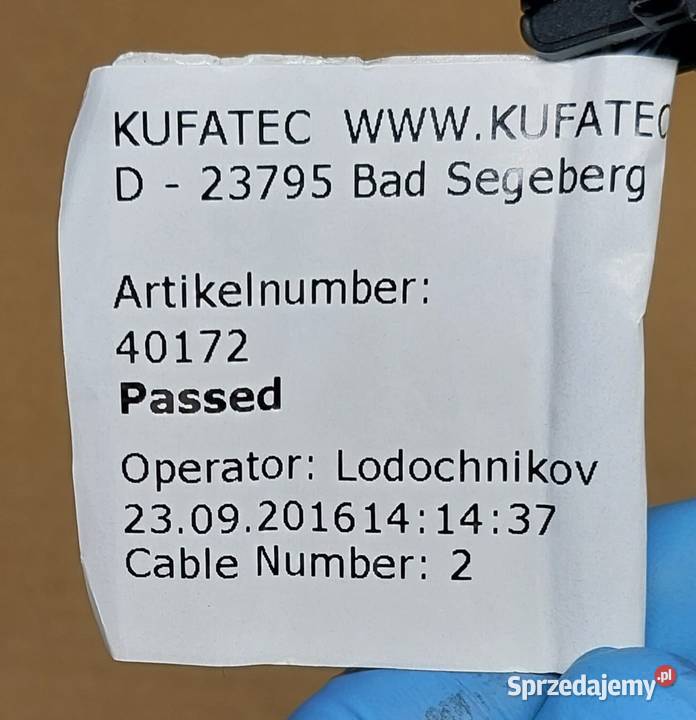 KUFATEC WWW.KUFATEC
D - 23795 Bad Segeberg
Artikelnumber:
40172
Passed
Operator: Lodochnikov
23.09.201614:14:37
Cable Number: 2
Sprzedajemy.pl